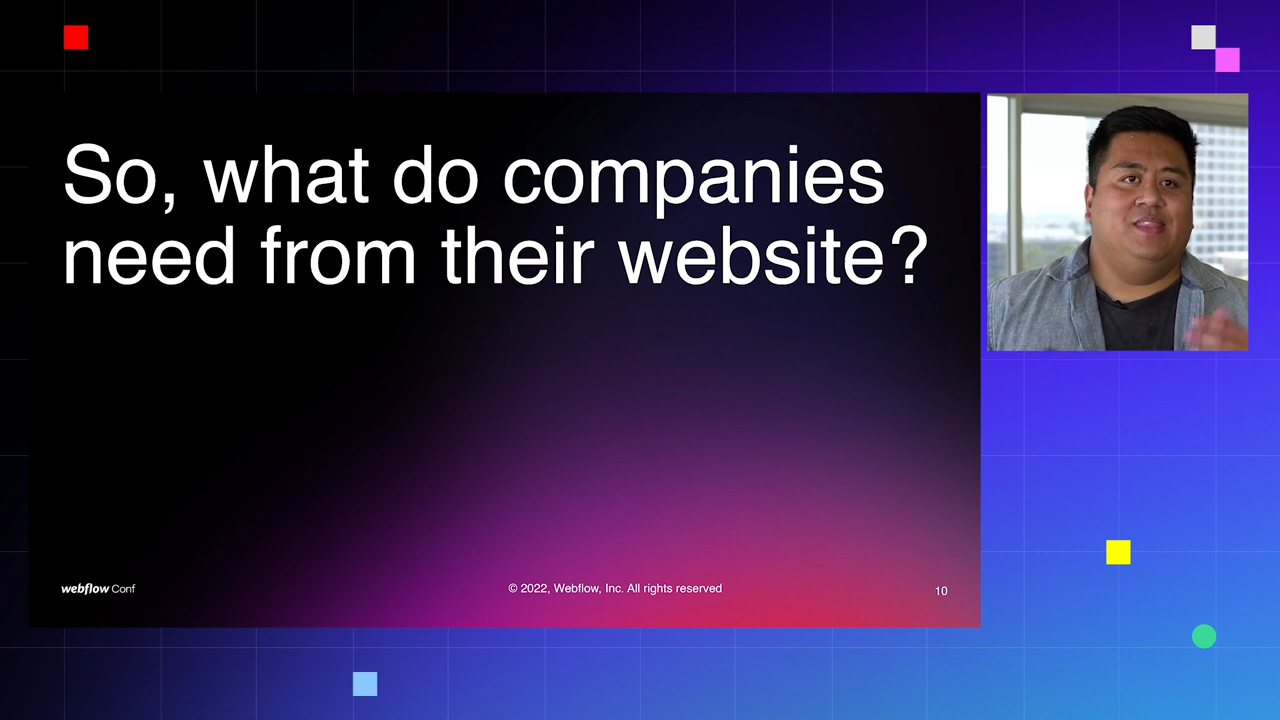 So, what do companies
need from their website?
webflow Conf
© 2022, Webflow, Inc. All rights reserved
10